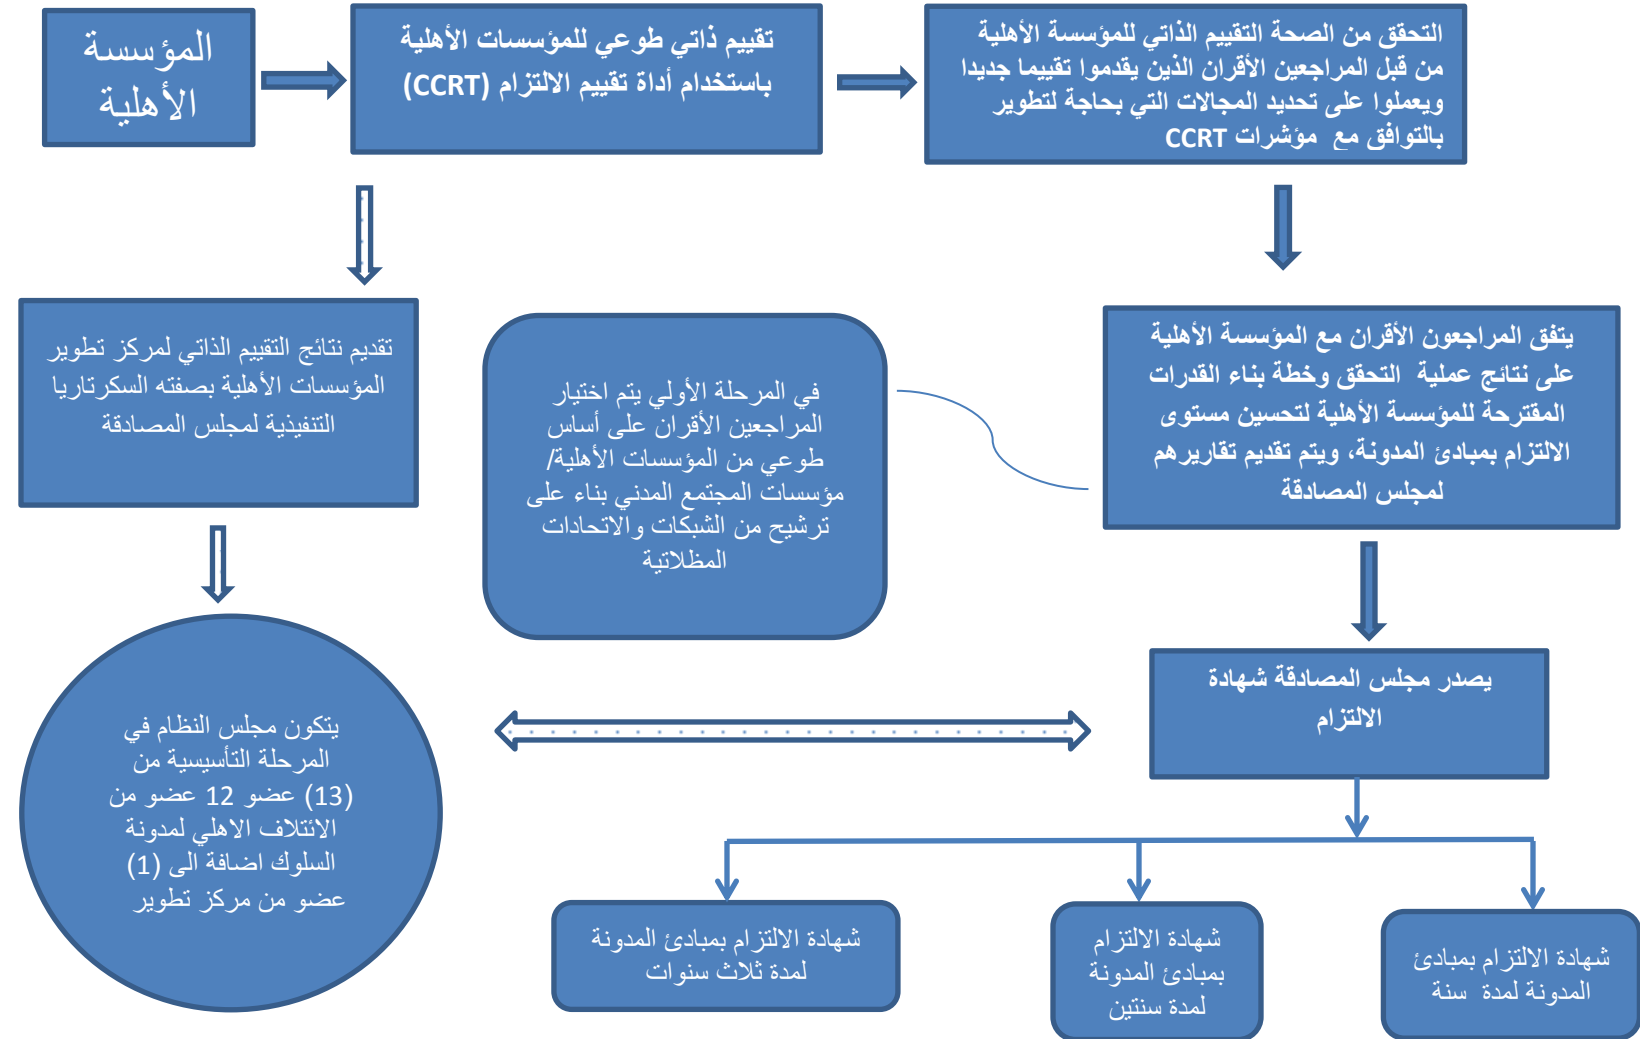 المؤسسة
الأهلية
تقييم ذاتي طوعي للمؤسسات الأهلية
باستخدام أداة تقييم الالتزام (CCRT)
التحقق من الصحة التقييم الذاتي للمؤسسة الأهلية
من قبل المراجعين الأقران الذين يقدموا تقييما جديدا
ويعملوا على تحديد المجالات التي بحاجة لتطوير
بالتوافق مع مؤشرات CCRT
تقديم نتائج التقييم الذاتي لمركز تطوير
المؤسسات الأهلية بصفته السكرتاريا
التنفيذية لمجلس المصادقة
في المرحلة الأولي يتم اختيار
المراجعين الأقران على أساس
طوعي من المؤسسات الأهلية/
مؤسسات المجتمع المدني بناء على
ترشيح من الشبكات والاتحادات
المظلاتية
يتفق المراجعون الأقران مع المؤسسة الأهلية
على نتائج عملية التحقق وخطة بناء القدرات
المقترحة للمؤسسة الأهلية لتحسين مستوى
الالتزام بمبادئ المدونة، ويتم تقديم تقاريرهم
لمجلس المصادقة
يتكون مجلس النظام في
المرحلة التأسيسية من
(13) عضو 12 عضو من
الائتلاف الاهلي لمدونة
السلوك اضافة الى (1)
عضو من مركز تطوير
يصدر مجلس المصادقة شهادة
الالتزام
شهادة الالتزام بمبادئ المدونة
لمدة ثلاث سنوات
شهادة الالتزام
بمبادئ المدونة
لمدة سنتين
شهادة الالتزام بمبادئ
المدونة لمدة سنة